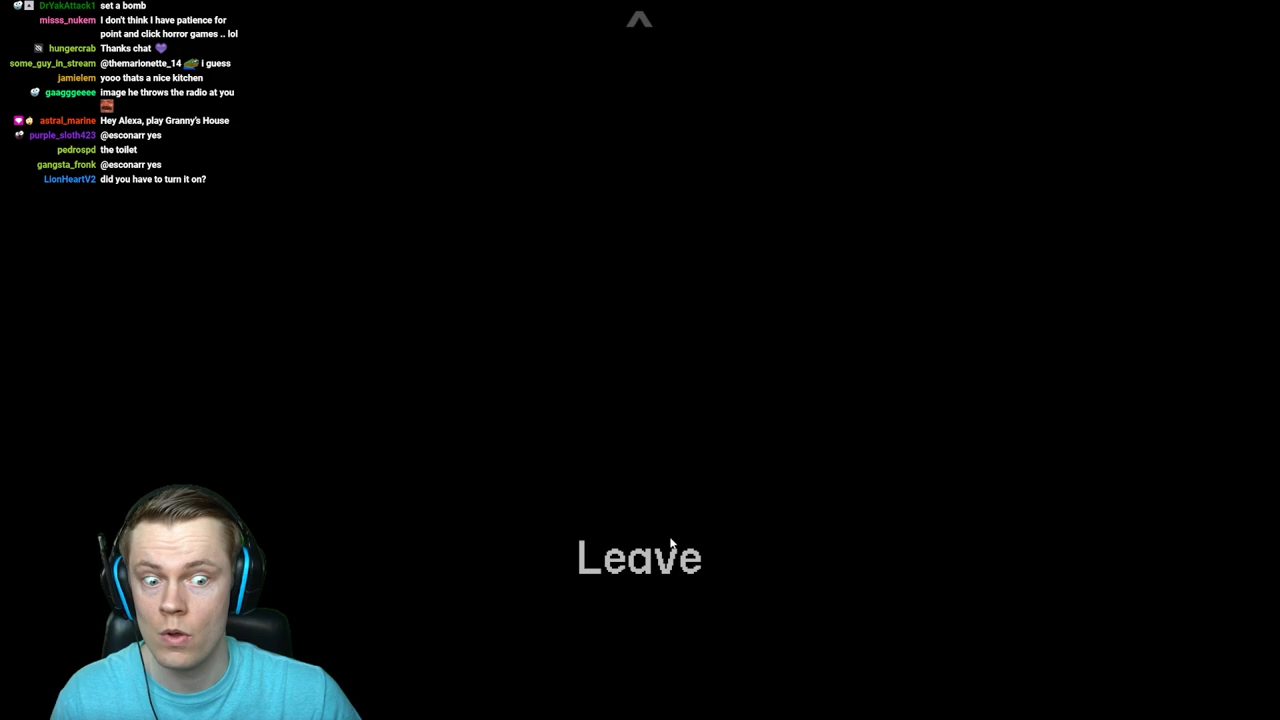 DrYakAttack1 set a bomb
misss_nukem I don't think I have patience for
point and click horror games .. lol
hungercrab Thanks chat
some_guy_in_stream @themarionette_14 i guess
jamielem yooo thats a nice kitchen
gaagggeeee image he throws the radio at you
astral_marine Hey Alexa, play Granny's House
purple_sloth423 @esconarr yes
pedrospd the toilet
gangsta_fronk @esconarr yes
LionHeartV2 did you have to turn it on?
Leave